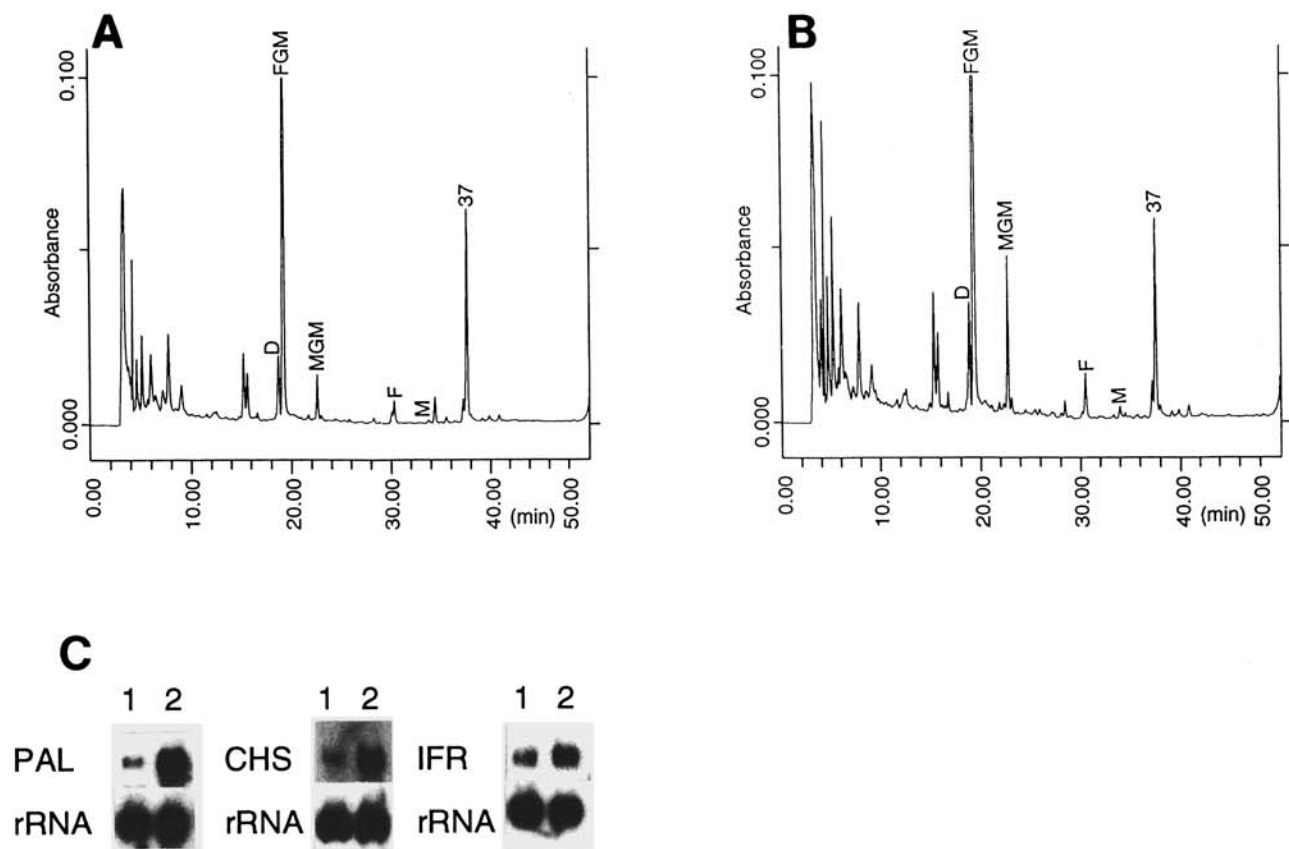 A
0.100
Absorbance
0.000
D
FGM
MGM
F
M
37
0.00
10.00
20.00
30.00
(min)
40.00
50.00
B
0.100
Absorbance
0.000
D
FGM
MGM
F
M
37
0.00
10.00
20.00
30.00
40.00
(min)
50.00
C
1 2
PAL
rRNA
1 2
CHS
rRNA
1 2
IFR
rRNA